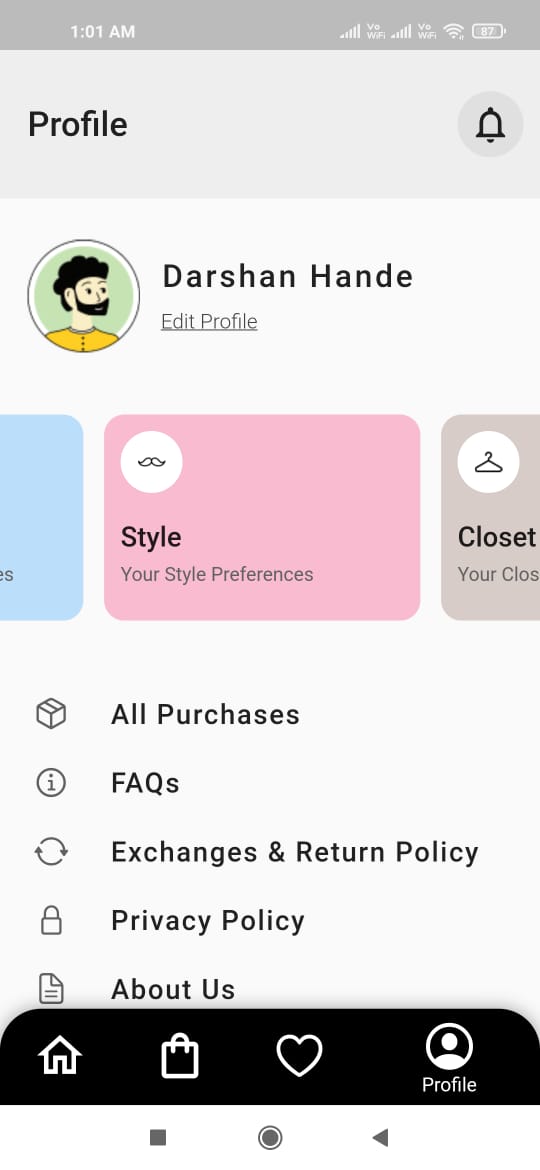 1:01 AM
Vo WiFi Vo WiFi 87
Profile
Darshan Hande
Edit Profile
Style
Closet
es
Your Style Preferences
Your Clos
All Purchases
FAQs
Exchanges & Return Policy
Privacy Policy
About Us
Profile